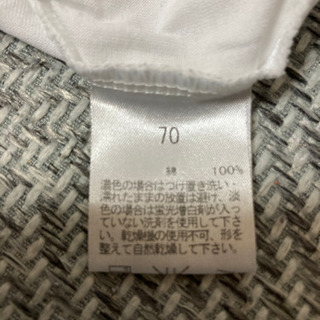 70
綿 100%
濃色の場合はつけ置き洗い・
濡れたままの放置は避け、淡
色の場合は蛍光増白剤が入っ
ていない洗剤を使用して下さ
い。乾燥機の使用不可、形を
整えて自然乾燥して下さい。